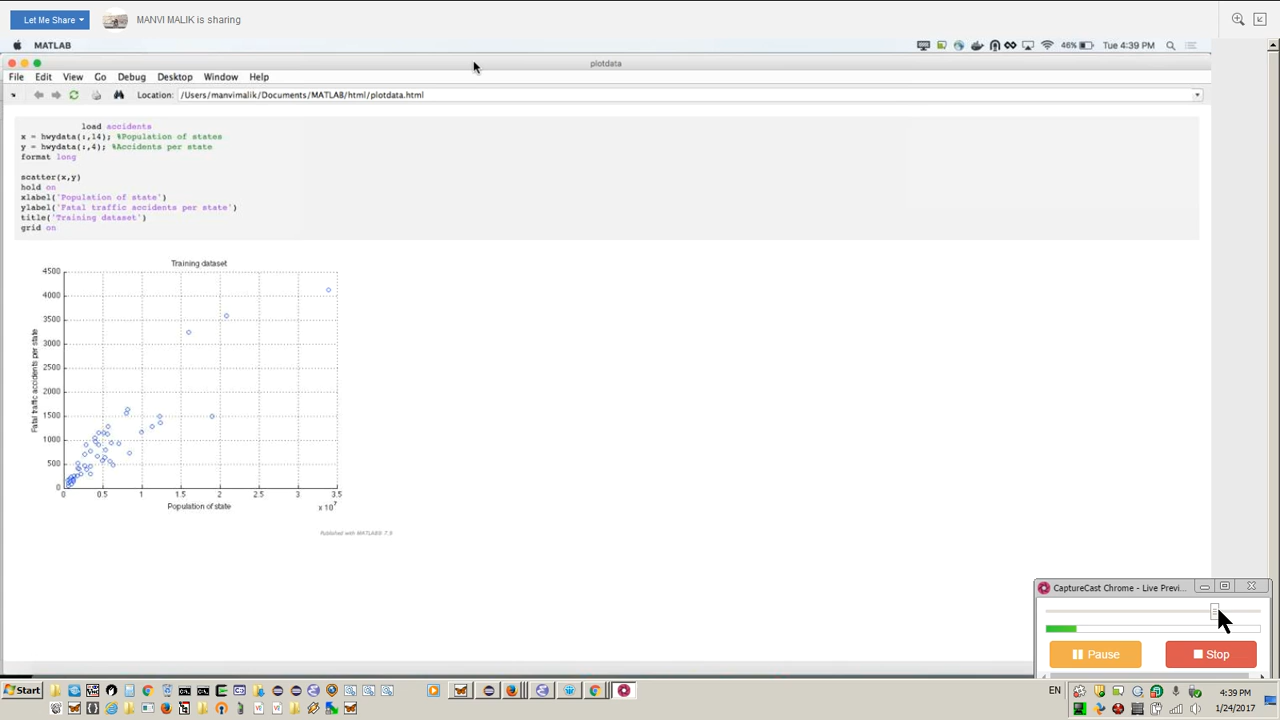 Let Me Share
MANVI MALIK is sharing
MATLAB
46%
Tue 4:39 PM
plotdata
File Edit View Go Debug Desktop Window Help
Location: /Users/manvimalik/Documents/MATLAB/html/plotdata.html
load accidents
x = hwydata(:,14); %Population of states
y = hwydata(:,4); %Accidents per state
format long
scatter(x,y)
hold on
xlabel('Population of state')
ylabel('Fatal traffic accidents per state')
title('Training dataset')
grid on
Training dataset
4500
4000
3500
3000
2500
2000
1500
1000
500
0
Fatal traffic accidents per state
0 0.5 1 1.5 2 2.5 3 3.5
Population of state
x 10^7
Published with MATLAB® 7.9
CaptureCast Chrome - Live Previ...
Pause
Stop
Start
EN
4:39 PM
1/24/2017